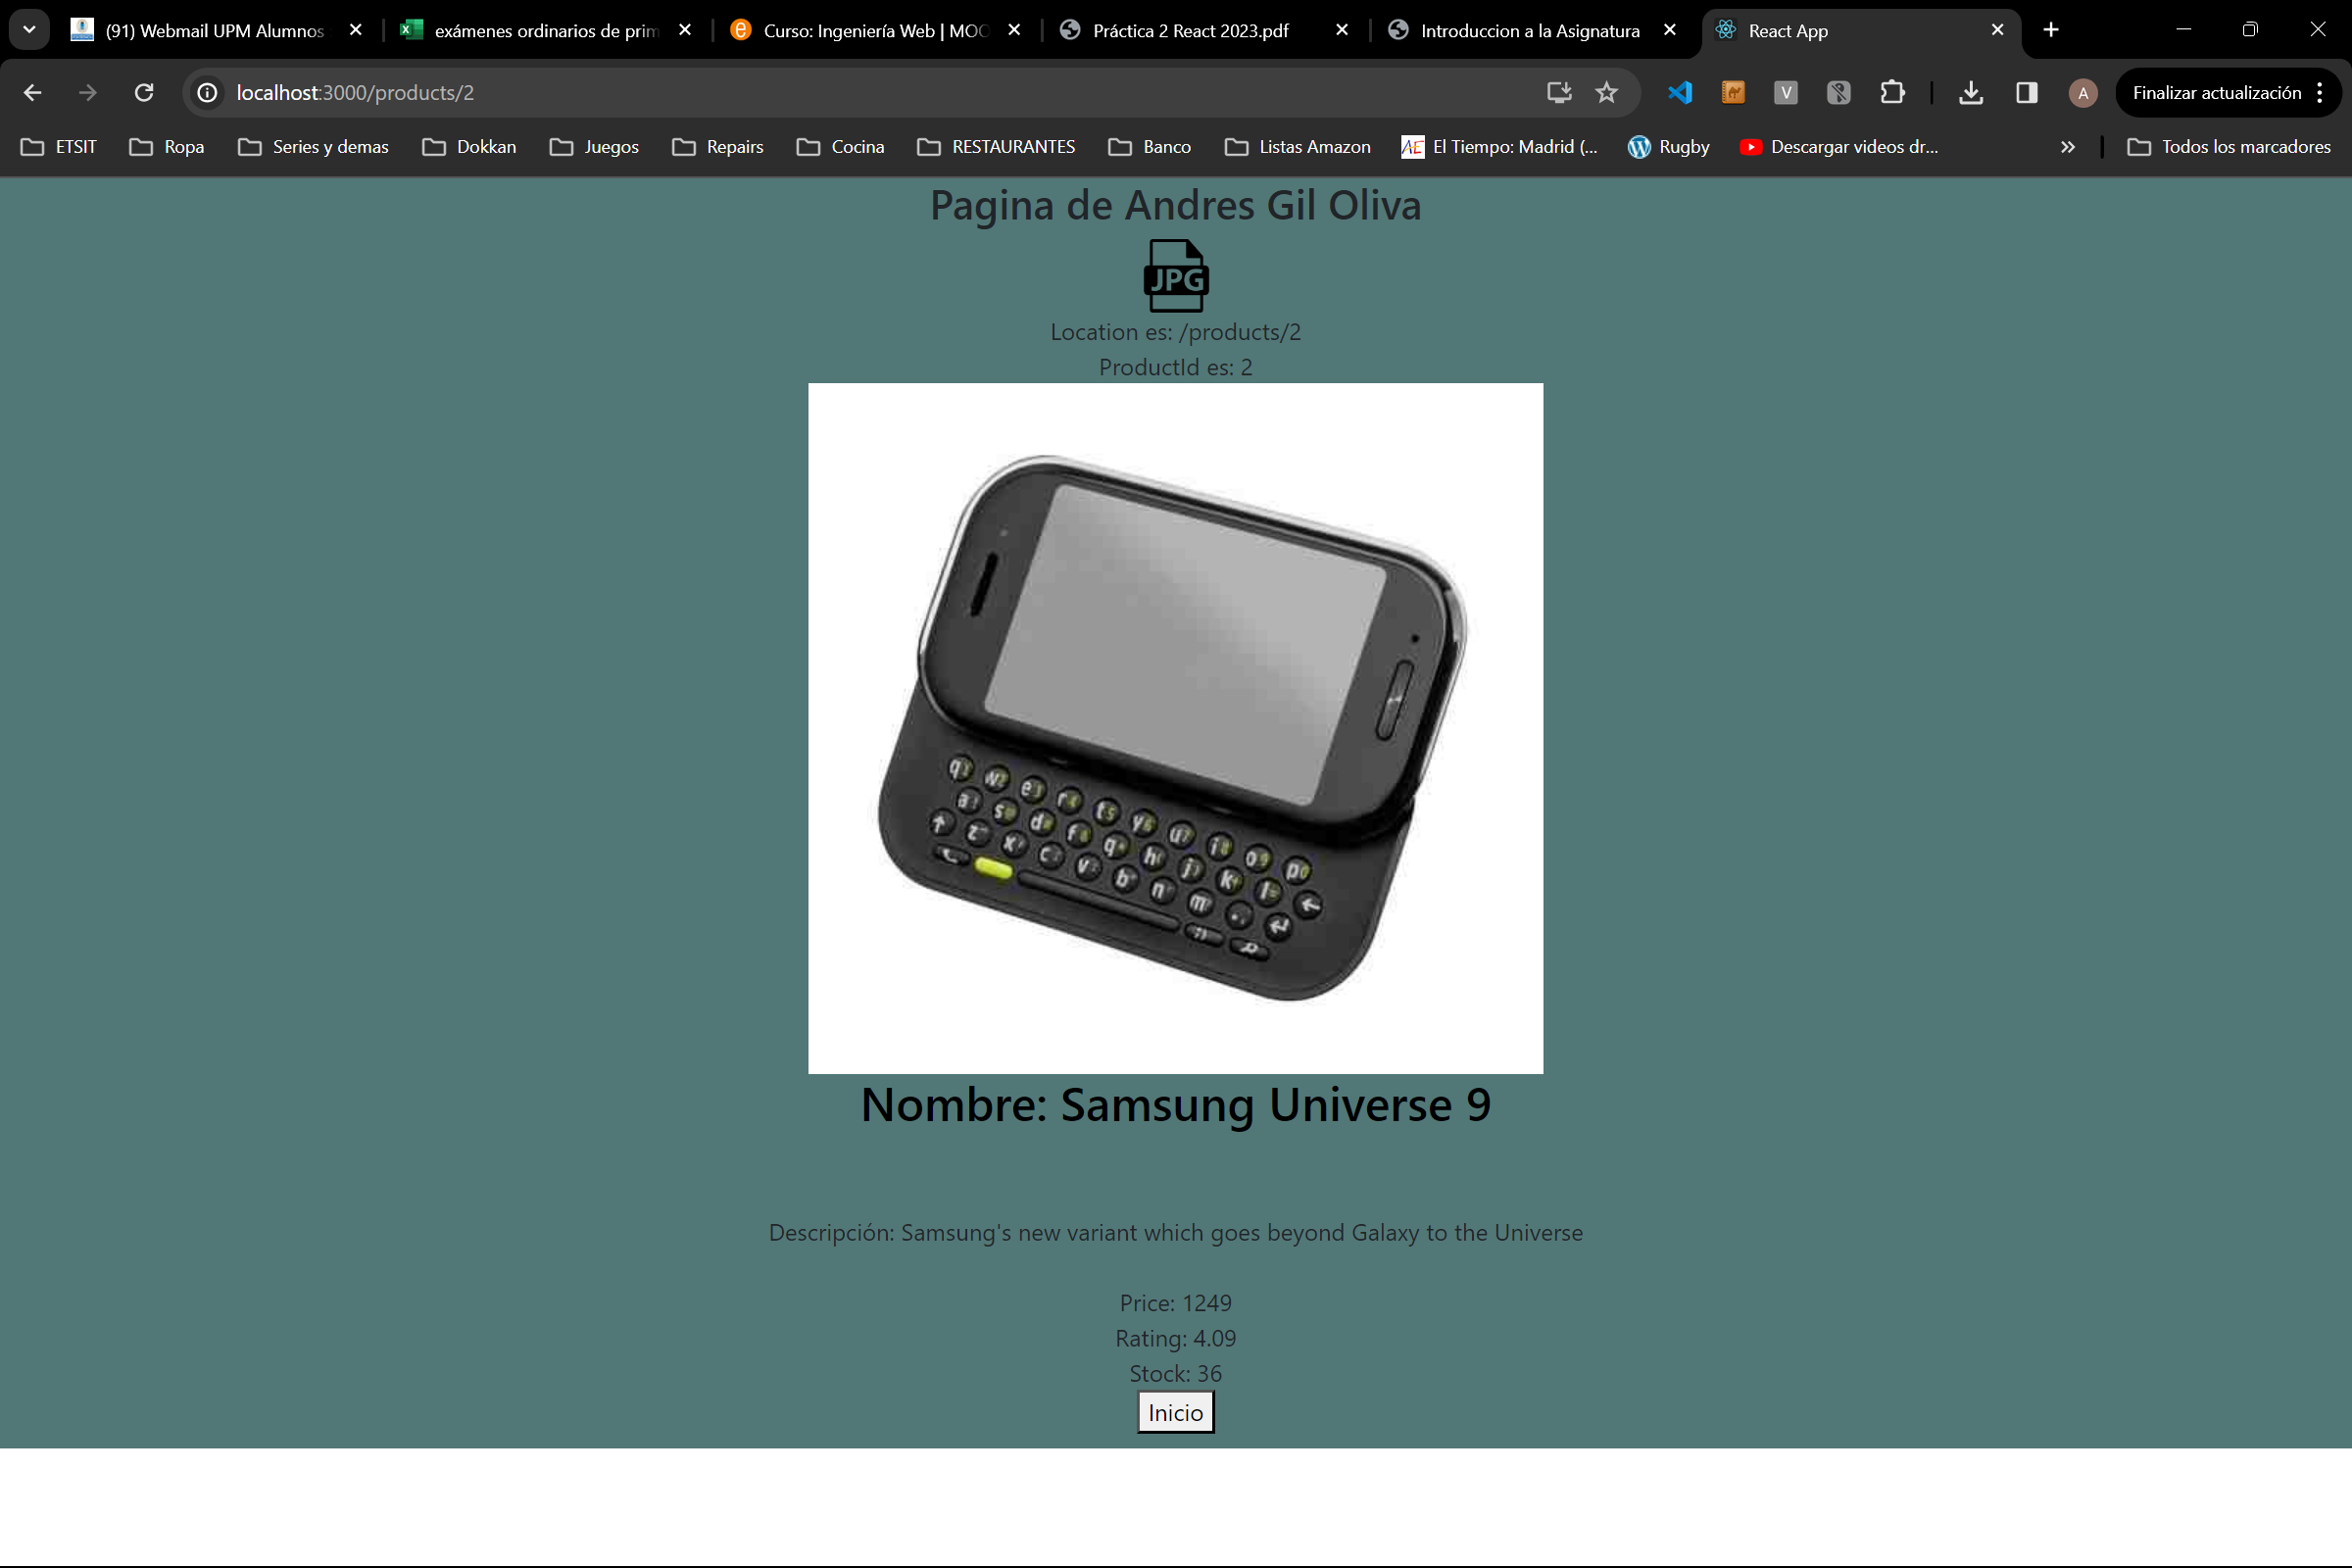 (91) Webmail UPM Alumnos
exámenes ordinarios de prim
Curso: Ingeniería Web | MOO
Práctica 2 React 2023.pdf
Introduccion a la Asignatura
React App
localhost:3000/products/2
V
A
Finalizar actualización
ETSIT
Ropa
Series y demas
Dokkan
Juegos
Repairs
Cocina
RESTAURANTES
Banco
Listas Amazon
AE
El Tiempo: Madrid (...
Rugby
Descargar videos dr...
Todos los marcadores
Pagina de Andres Gil Oliva
JPG
Location es: /products/2
ProductId es: 2
Nombre: Samsung Universe 9
Descripción: Samsung's new variant which goes beyond Galaxy to the Universe
Price: 1249
Rating: 4.09
Stock: 36
Inicio